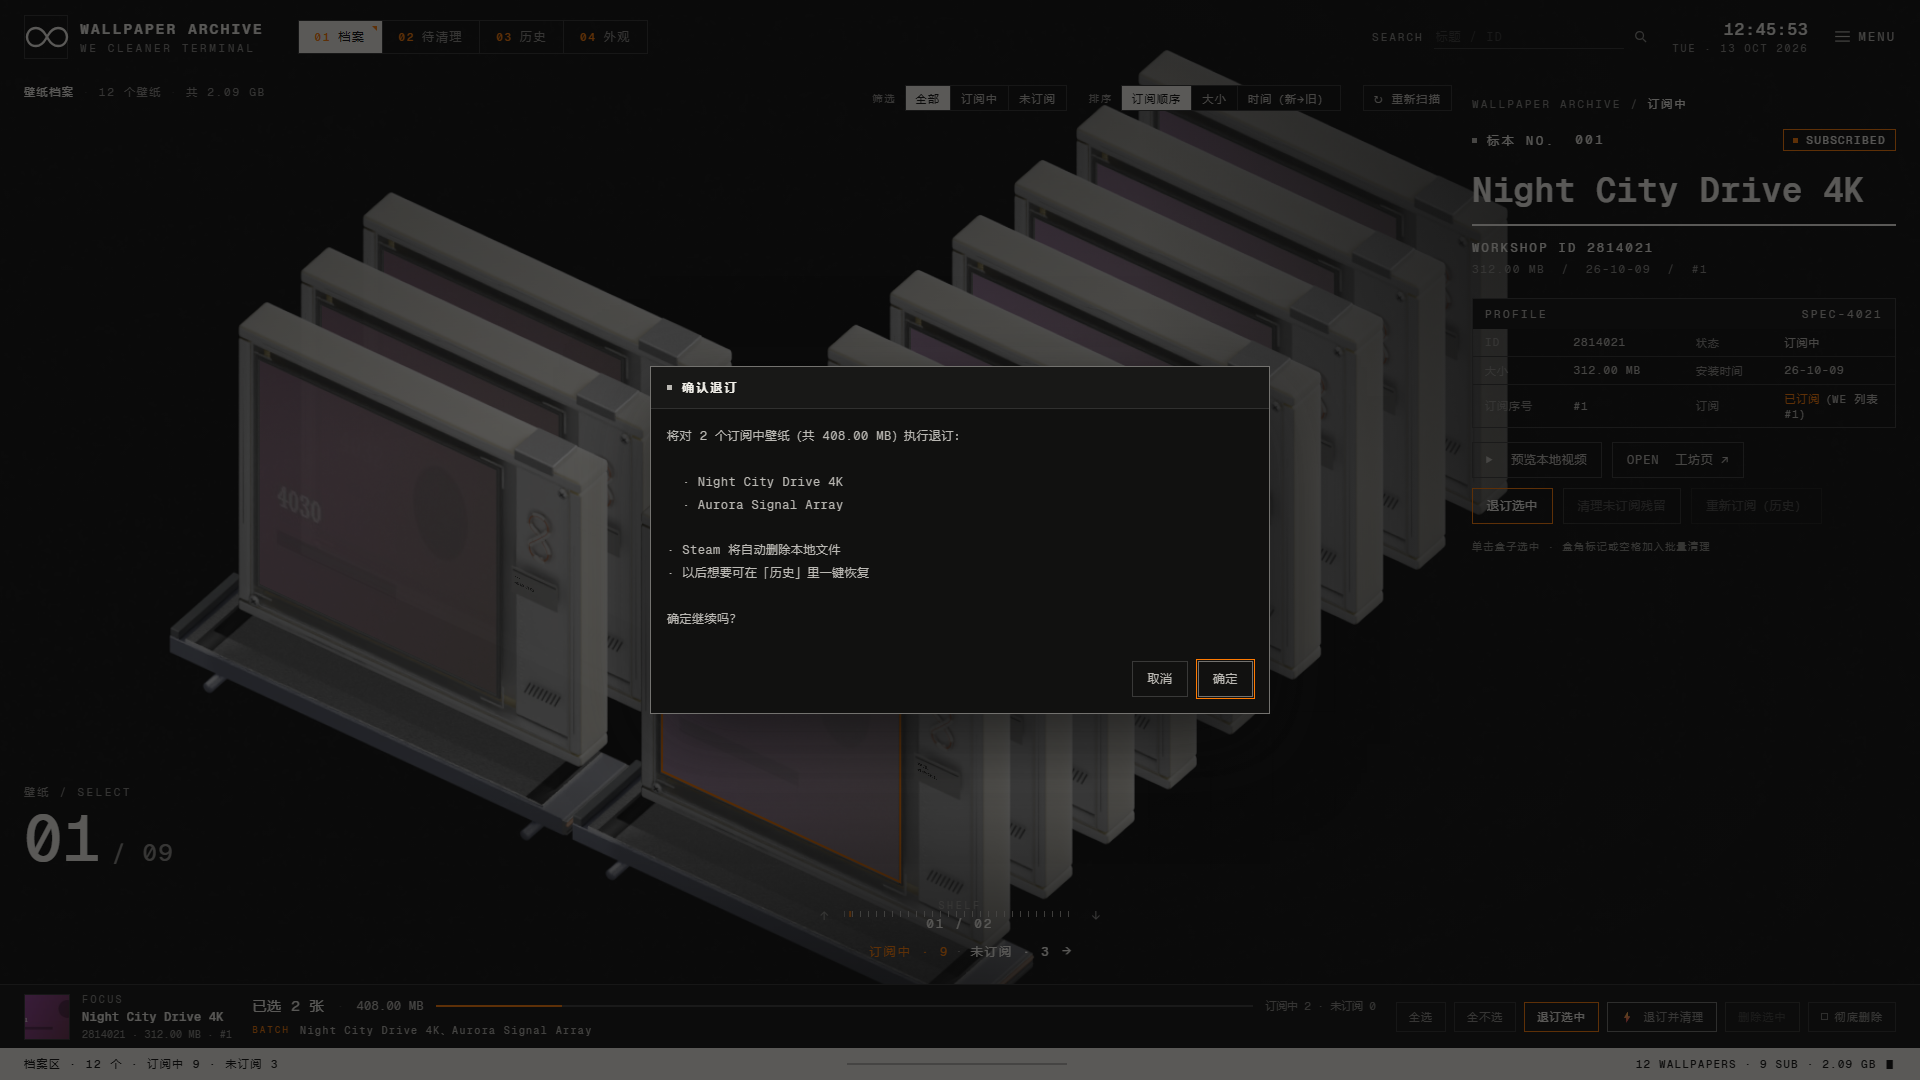 WALLPAPER ARCHIVE
WE CLEANER TERMINAL
01 档案
02 待清理
03 历史
04 外观
SEARCH 标题 / ID
12:45:53
TUE · 13 OCT 2026
MENU
壁纸档案 12 个壁纸 共 2.09 GB
筛选 全部 订阅中 未订阅
排序 订阅顺序 大小 时间 (新→旧)
↻ 重新扫描
WALLPAPER ARCHIVE / 订阅中
标本 NO. 001
SUBSCRIBED
Night City Drive 4K
WORKSHOP ID 2814021
312.00 MB / 26-10-09 / #1
PROFILE SPEC-4021
ID 2814021 状态 订阅中
大小 312.00 MB 安装时间 26-10-09
订阅序号 #1 订阅 已订阅 (WE 列表 #1)
▶ 预览本地视频
OPEN 工坊页 ↗
退订选中
清理未订阅残留
重新订阅 (历史)
单击盒子选中 · 盒角标记或空格加入批量清理
4030
确认退订
将对 2 个订阅中壁纸 (共 408.00 MB) 执行退订:
· Night City Drive 4K
· Aurora Signal Array
· Steam 将自动删除本地文件
· 以后想要可在「历史」里一键恢复
确定继续吗?
取消
确定
壁纸 / SELECT
01 / 09
SHELF
↑ ↓
01 / 02
订阅中 · 9 · 未订阅 · 3 →
FOCUS
Night City Drive 4K
2814021 · 312.00 MB · #1
已选 2 张 · 408.00 MB
订阅中 2 · 未订阅 0
BATCH Night City Drive 4K、Aurora Signal Array
全选
全不选
退订选中
退订并清理
删除选中
彻底删除
档案区 · 12 个 · 订阅中 9 · 未订阅 3
12 WALLPAPERS · 9 SUB · 2.09 GB